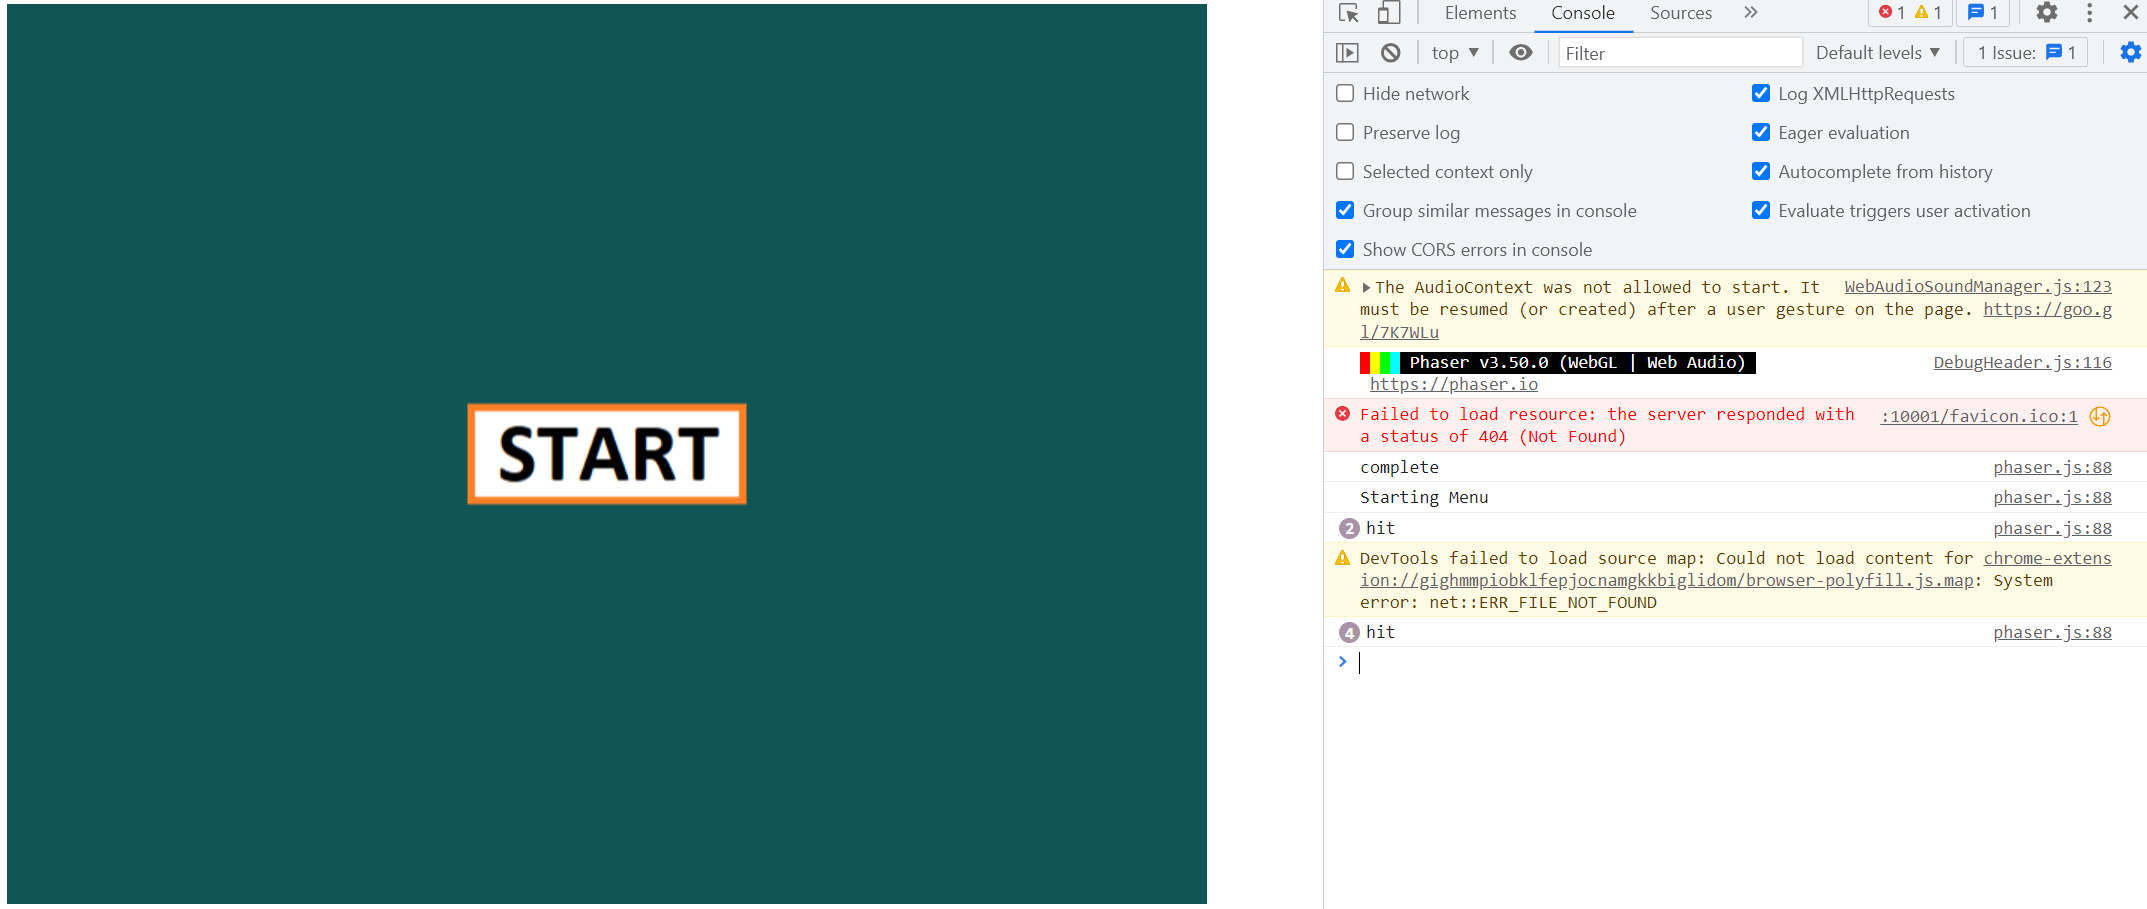 START
Elements Console Sources
1 1 1
top Filter Default levels 1 Issue: 1
Hide network Log XMLHttpRequests
Preserve log Eager evaluation
Selected context only Autocomplete from history
Group similar messages in console Evaluate triggers user activation
Show CORS errors in console
The AudioContext was not allowed to start. It WebAudioSoundManager.js:123
must be resumed (or created) after a user gesture on the page. https://goo.g
l/7K7WLu
Phaser v3.50.0 (WebGL | Web Audio) DebugHeader.js:116
https://phaser.io
Failed to load resource: the server responded with :10001/favicon.ico:1
a status of 404 (Not Found)
complete phaser.js:88
Starting Menu phaser.js:88
2 hit phaser.js:88
DevTools failed to load source map: Could not load content for chrome-extens
ion://gighmmpiobklfepjocnamgkkbiglidom/browser-polyfill.js.map: System
error: net::ERR_FILE_NOT_FOUND
4 hit phaser.js:88